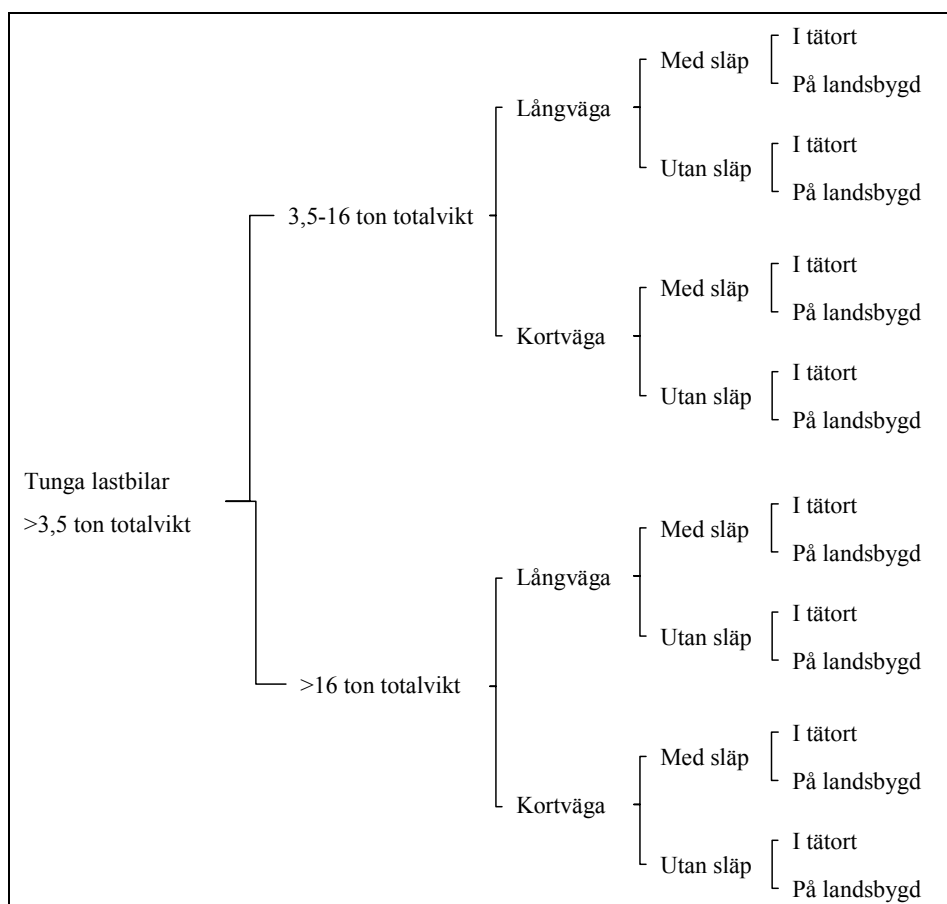 Tunga lastbilar
>3,5 ton totalvikt
3,5-16 ton totalvikt
Långväga
Med släp
I tätort
På landsbygd
Utan släp
I tätort
På landsbygd
Kortväga
Med släp
I tätort
På landsbygd
Utan släp
I tätort
På landsbygd
>16 ton totalvikt
Långväga
Med släp
I tätort
På landsbygd
Utan släp
I tätort
På landsbygd
Kortväga
Med släp
I tätort
På landsbygd
Utan släp
I tätort
På landsbygd